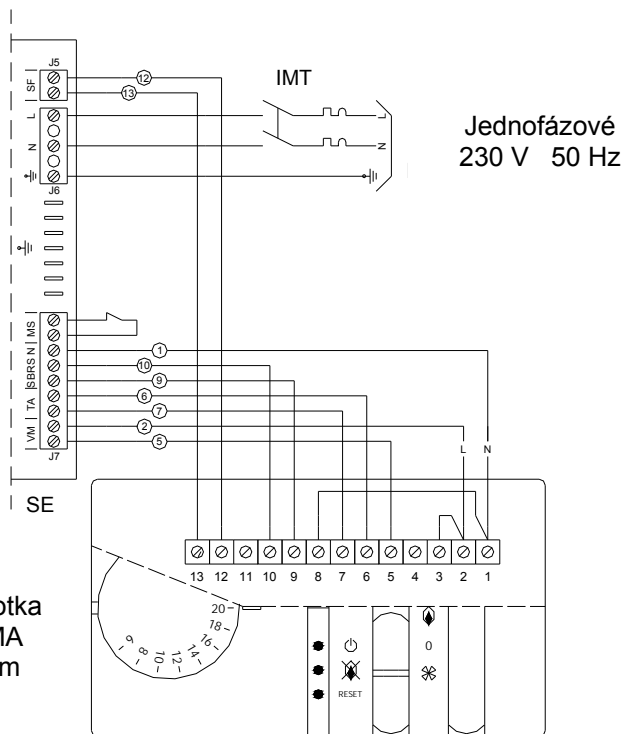 J5
SF
12
13
IMT
L
L
N
N
J6
Jednofázové
230 V 50 Hz
MS
N
SBRS
TA
VM
1
10
9
6
7
2
5
J7
L
N
SE
13 12 11 10 9 8 7 6 5 4 3 2 1
otka
MA
m
20
18
16
14
12
10
8
6
0
RESET